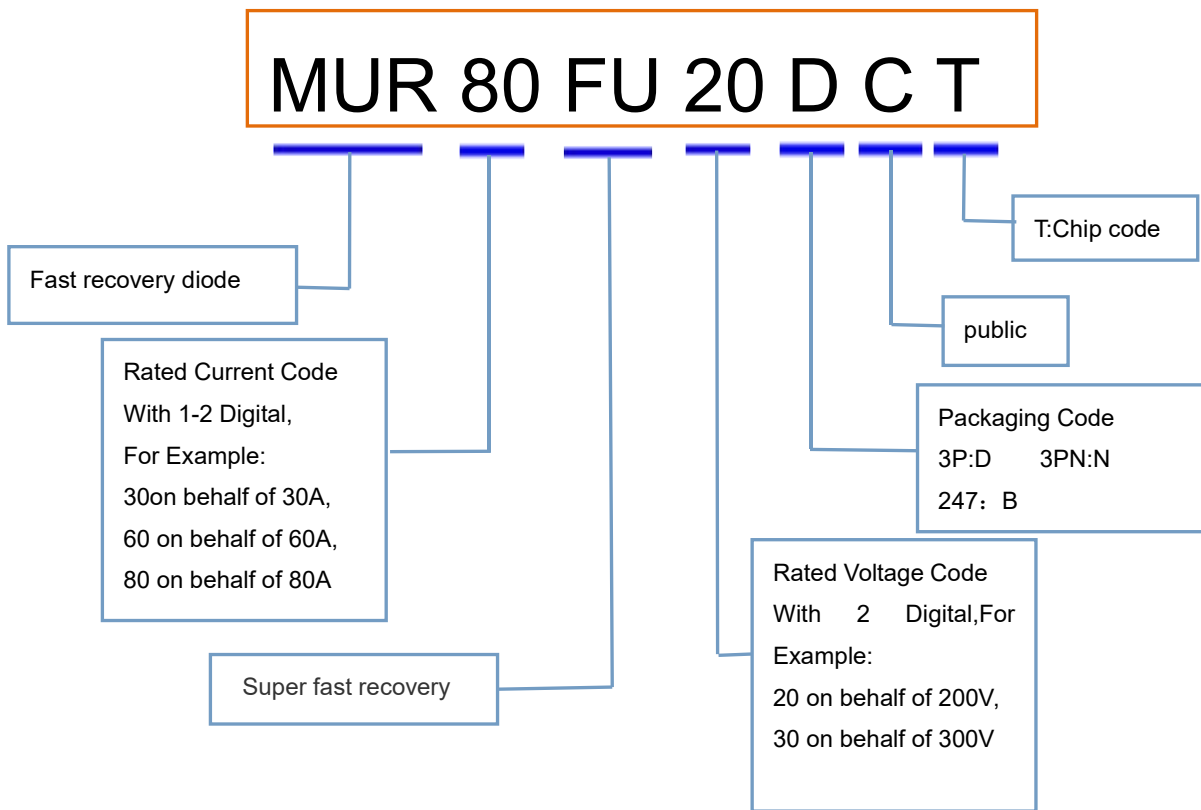 MUR 80 FU 20 D C T
T:Chip code
Fast recovery diode
public
Rated Current Code
With 1-2 Digital,
For Example:
30on behalf of 30A,
60 on behalf of 60A,
80 on behalf of 80A
Packaging Code
3P:D 3PN:N
247：B
Rated Voltage Code
With 2 Digital,For
Example:
20 on behalf of 200V,
30 on behalf of 300V
Super fast recovery